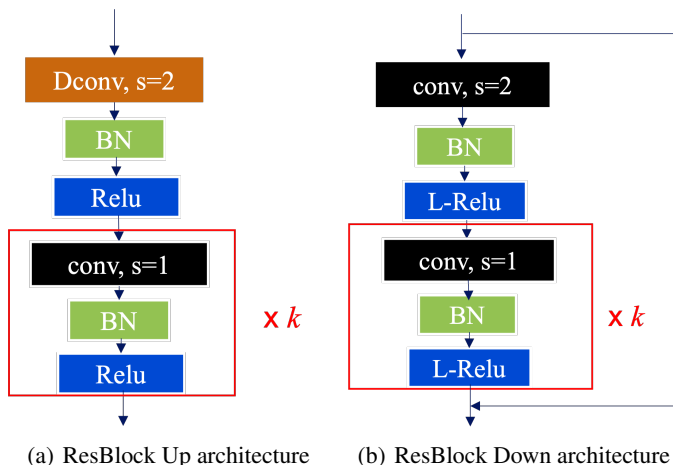 Dconv, s=2
BN
Relu
conv, s=1
BN
Relu
x k
(a) ResBlock Up architecture
conv, s=2
BN
L-Relu
conv, s=1
BN
L-Relu
x k
(b) ResBlock Down architecture